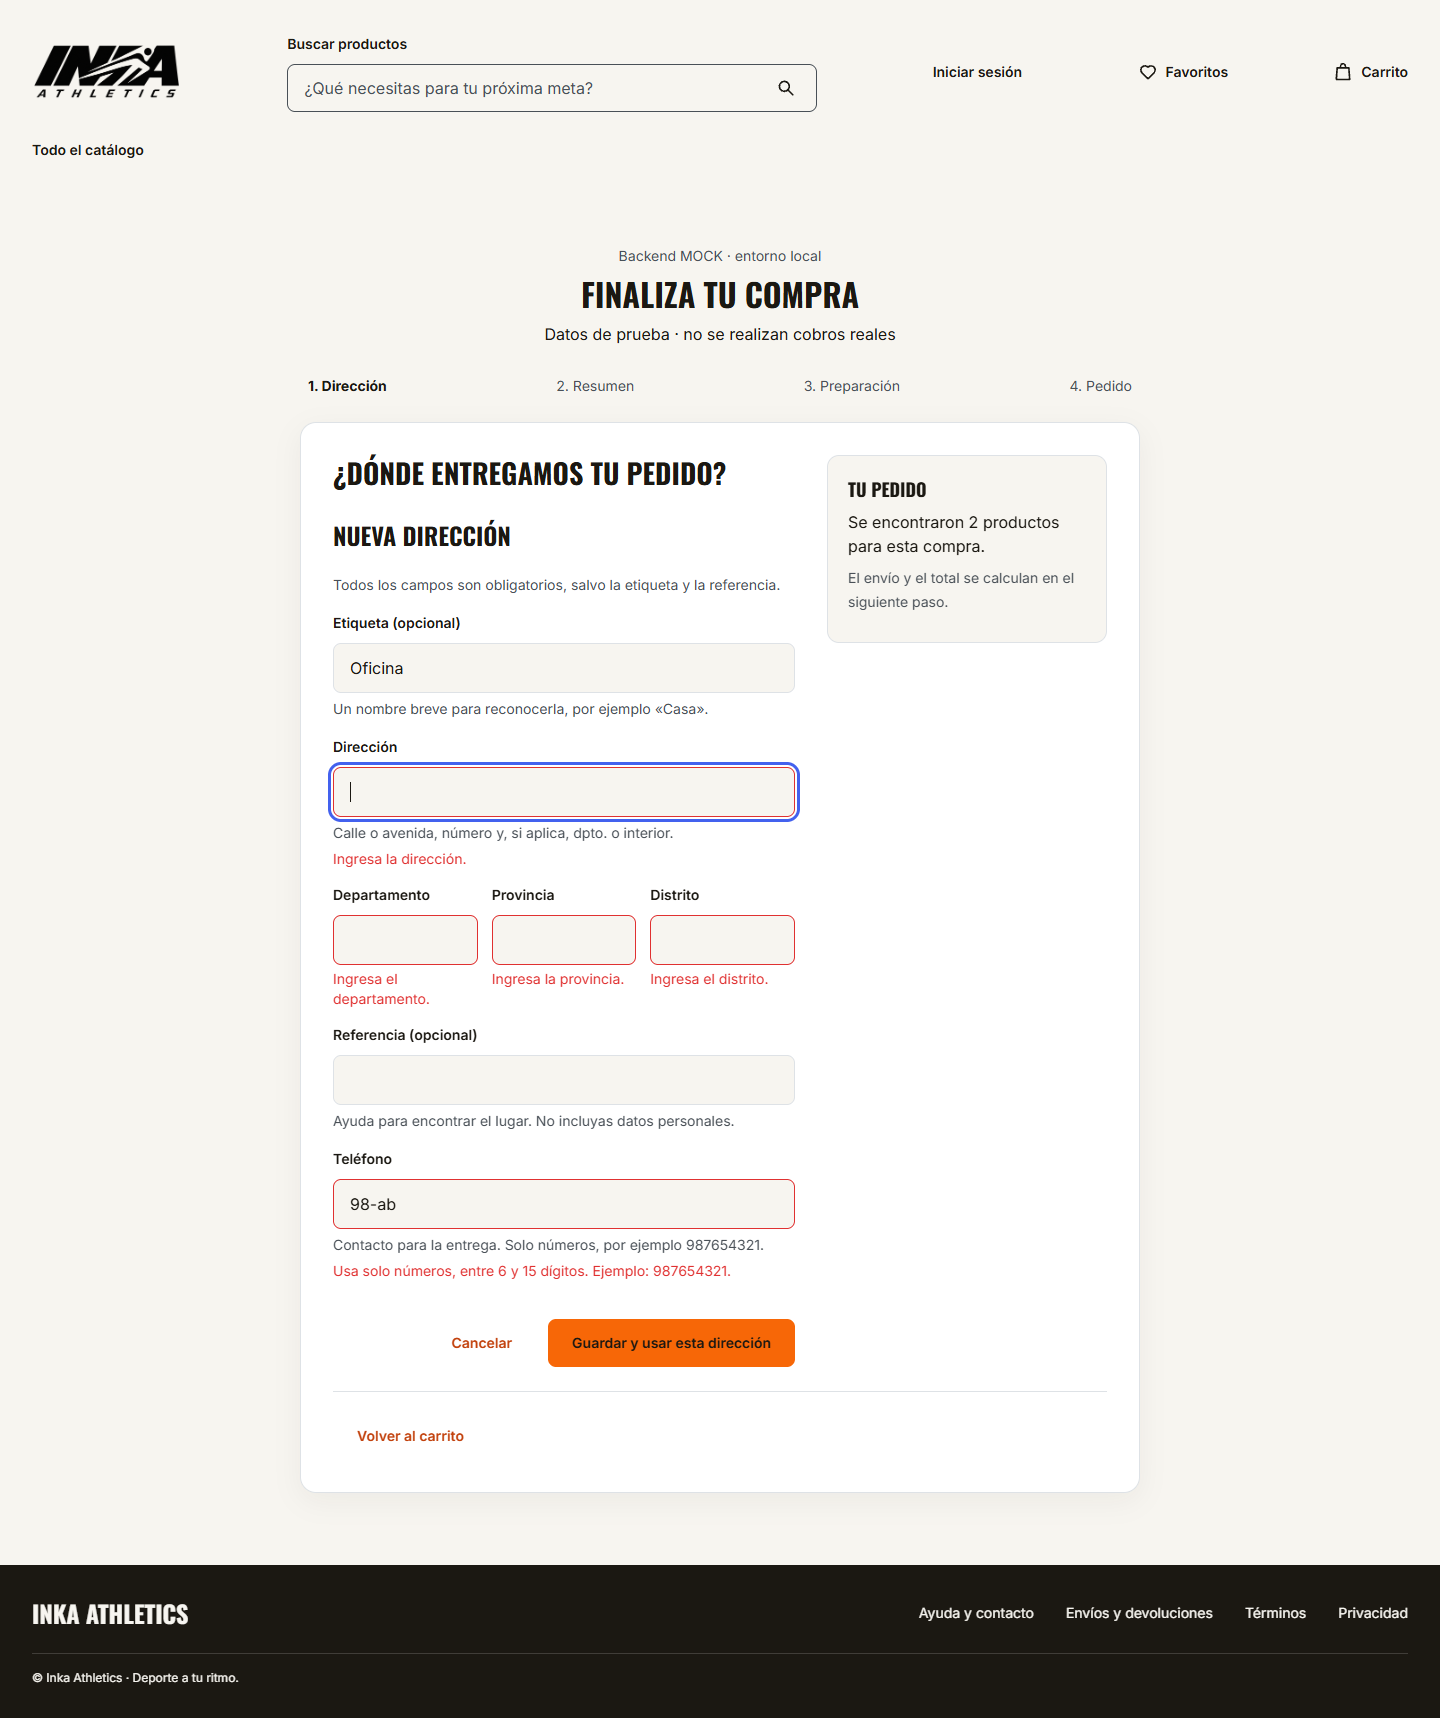 INKA
ATHLETICS
Buscar productos
¿Qué necesitas para tu próxima meta?
Iniciar sesión
Favoritos
Carrito
Todo el catálogo
Backend MOCK · entorno local
FINALIZA TU COMPRA
Datos de prueba · no se realizan cobros reales
1. Dirección
2. Resumen
3. Preparación
4. Pedido
¿DÓNDE ENTREGAMOS TU PEDIDO?
NUEVA DIRECCIÓN
Todos los campos son obligatorios, salvo la etiqueta y la referencia.
Etiqueta (opcional)
Oficina
Un nombre breve para reconocerla, por ejemplo «Casa».
Dirección
Calle o avenida, número y, si aplica, dpto. o interior.
Ingresa la dirección.
Departamento
Provincia
Distrito
Ingresa el
departamento.
Ingresa la provincia.
Ingresa el distrito.
Referencia (opcional)
Ayuda para encontrar el lugar. No incluyas datos personales.
Teléfono
98-ab
Contacto para la entrega. Solo números, por ejemplo 987654321.
Usa solo números, entre 6 y 15 dígitos. Ejemplo: 987654321.
Cancelar
Guardar y usar esta dirección
TU PEDIDO
Se encontraron 2 productos
para esta compra.
El envío y el total se calculan en el
siguiente paso.
Volver al carrito
INKA ATHLETICS
Ayuda y contacto
Envíos y devoluciones
Términos
Privacidad
© Inka Athletics · Deporte a tu ritmo.